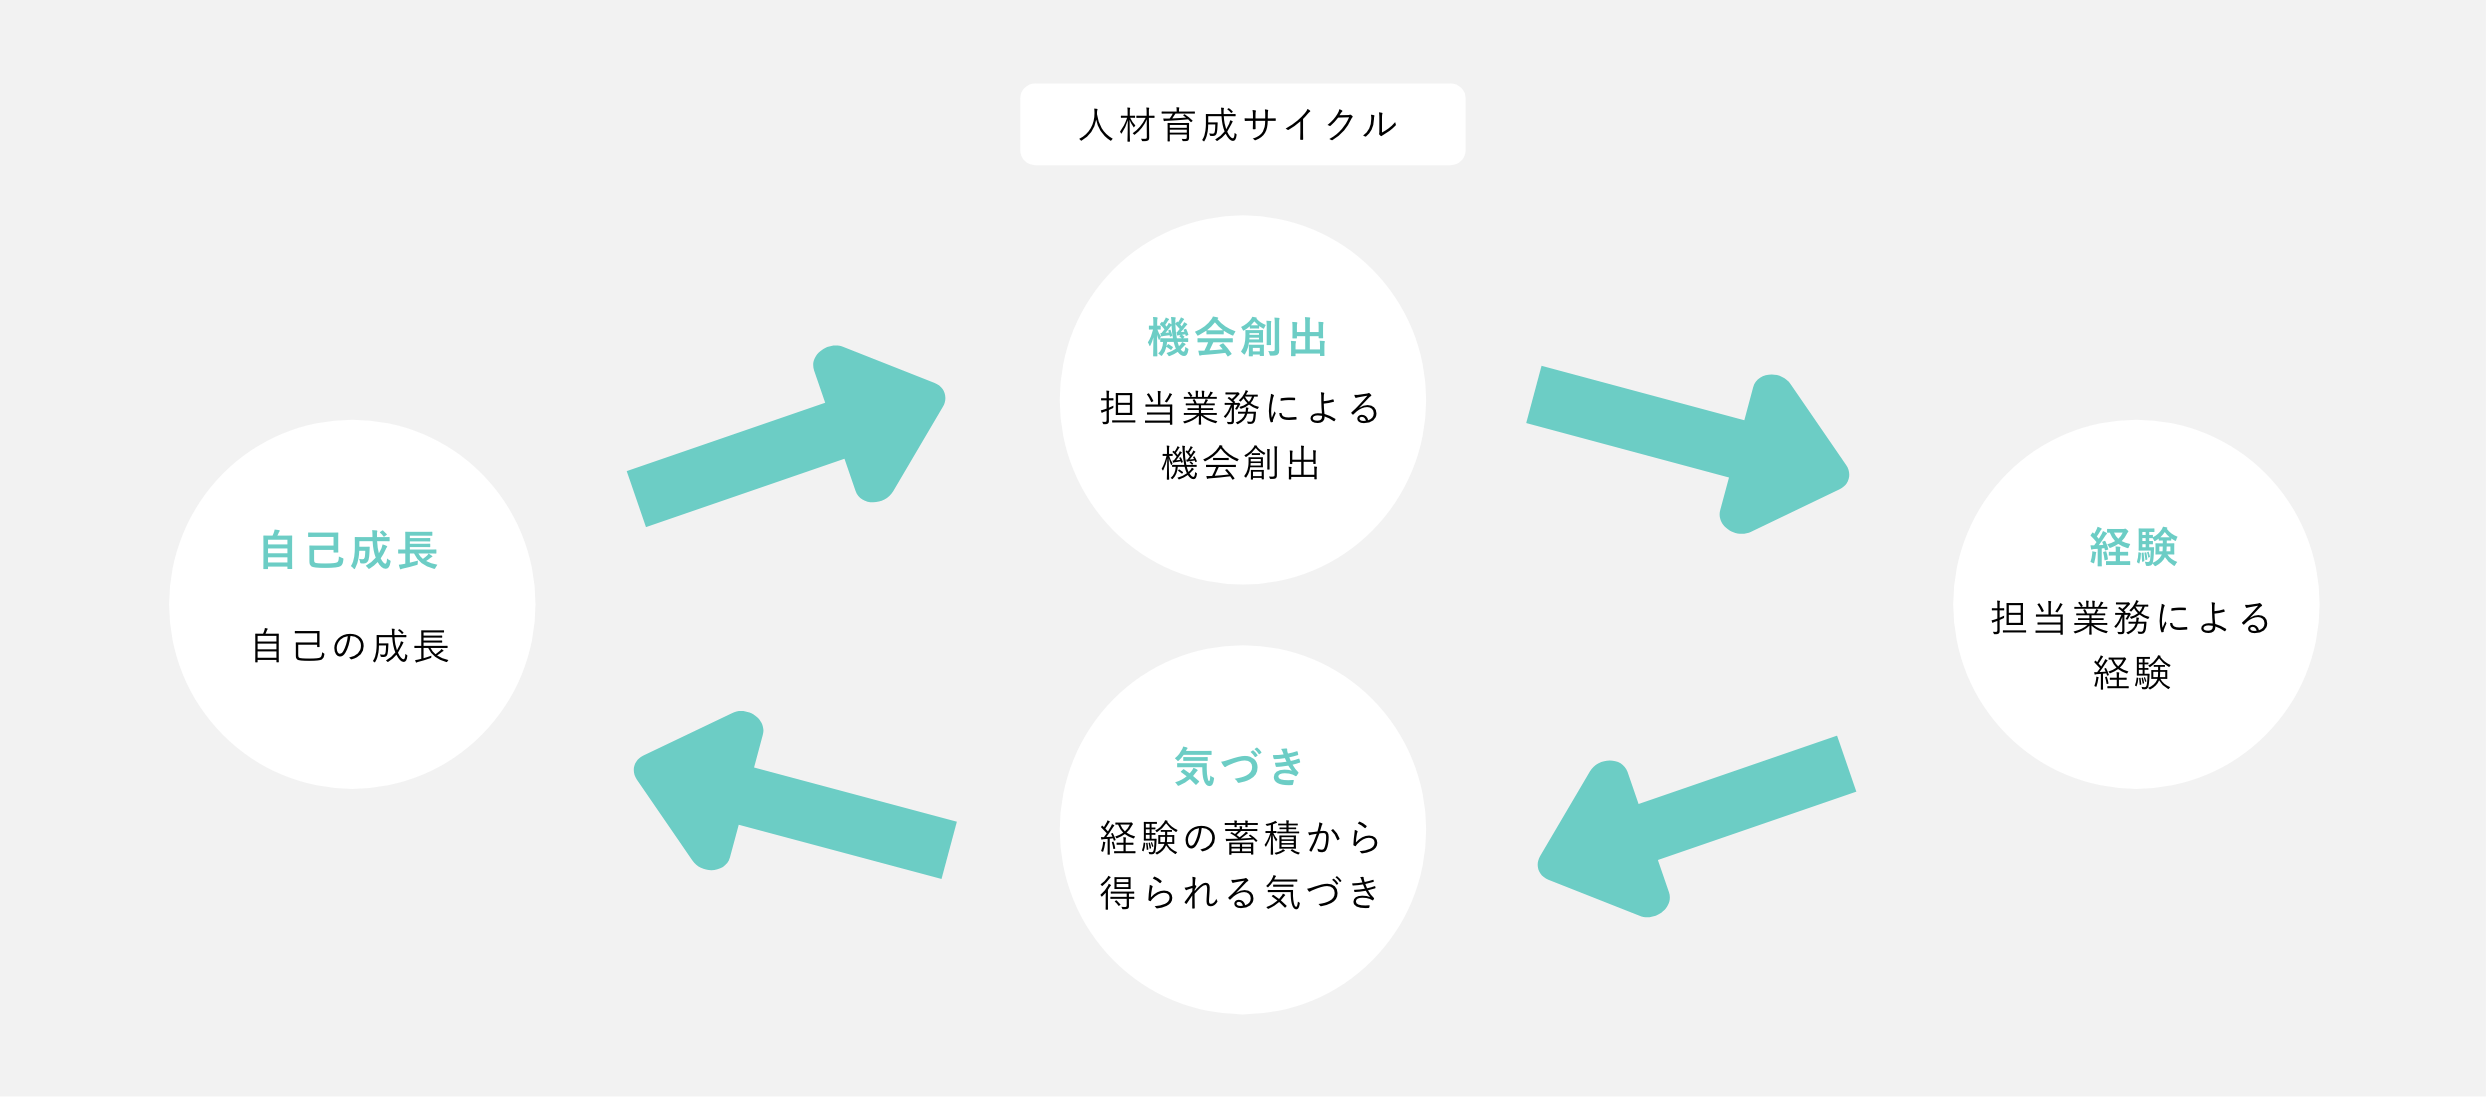 人材育成サイクル
機会創出
担当業務による
機会創出
経験
担当業務による
経験
気づき
経験の蓄積から
得られる気づき
自己成長
自己の成長